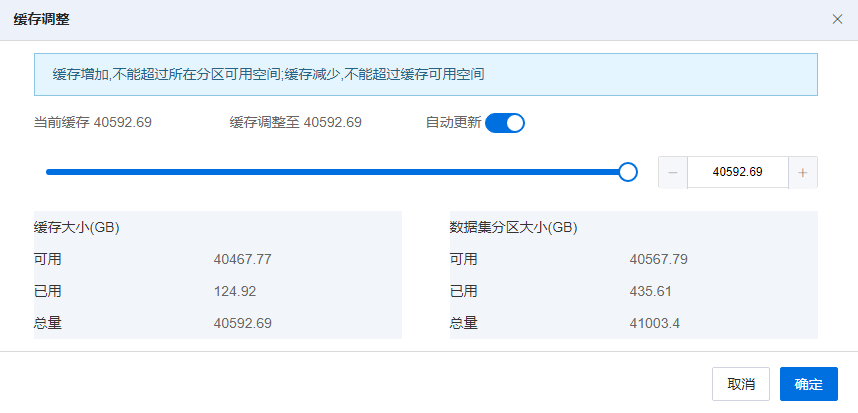 缓存调整
缓存增加,不能超过所在分区可用空间;缓存减少,不能超过缓存可用空间
当前缓存 40592.69 缓存调整至 40592.69 自动更新
40592.69
缓存大小(GB) 数据集分区大小(GB)
可用 40467.77 可用 40567.79
已用 124.92 已用 435.61
总量 40592.69 总量 41003.4
取消 确定